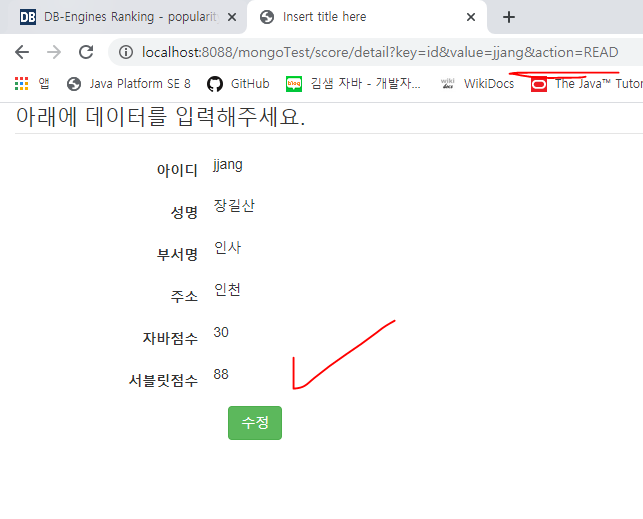 DB DB-Engines Ranking - popularit
Insert title here
localhost:8088/mongoTest/score/detail?key=id&value=jjang&action=READ
앱 Java Platform SE 8 GitHub blog 김샘 자바 - 개발자... wiki WikiDocs The Java™ Tutor
아래에 데이터를 입력해주세요.
아이디 jjang
성명 장길산
부서명 인사
주소 인천
자바점수 30
서블릿점수 88
수정